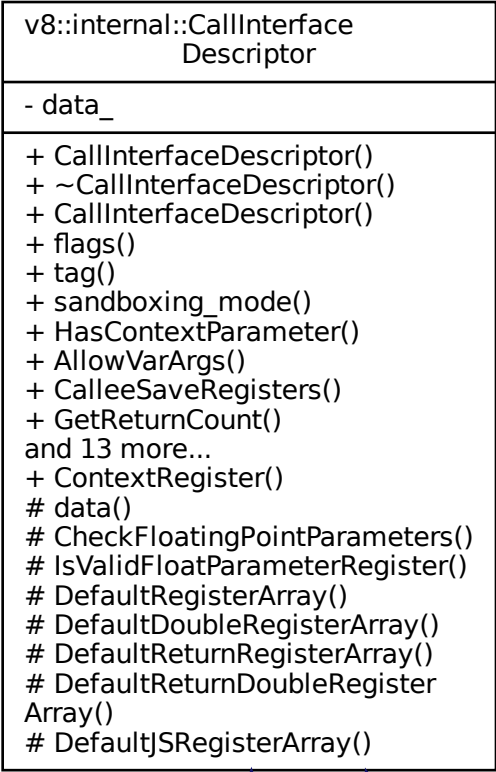 v8::internal::CallInterface
Descriptor
- data_
+ CallInterfaceDescriptor()
+ ~CallInterfaceDescriptor()
+ CallInterfaceDescriptor()
+ flags()
+ tag()
+ sandboxing_mode()
+ HasContextParameter()
+ AllowVarArgs()
+ CalleeSaveRegisters()
+ GetReturnCount()
and 13 more...
+ ContextRegister()
# data()
# CheckFloatingPointParameters()
# IsValidFloatParameterRegister()
# DefaultRegisterArray()
# DefaultDoubleRegisterArray()
# DefaultReturnRegisterArray()
# DefaultReturnDoubleRegister
Array()
# DefaultJSRegisterArray()